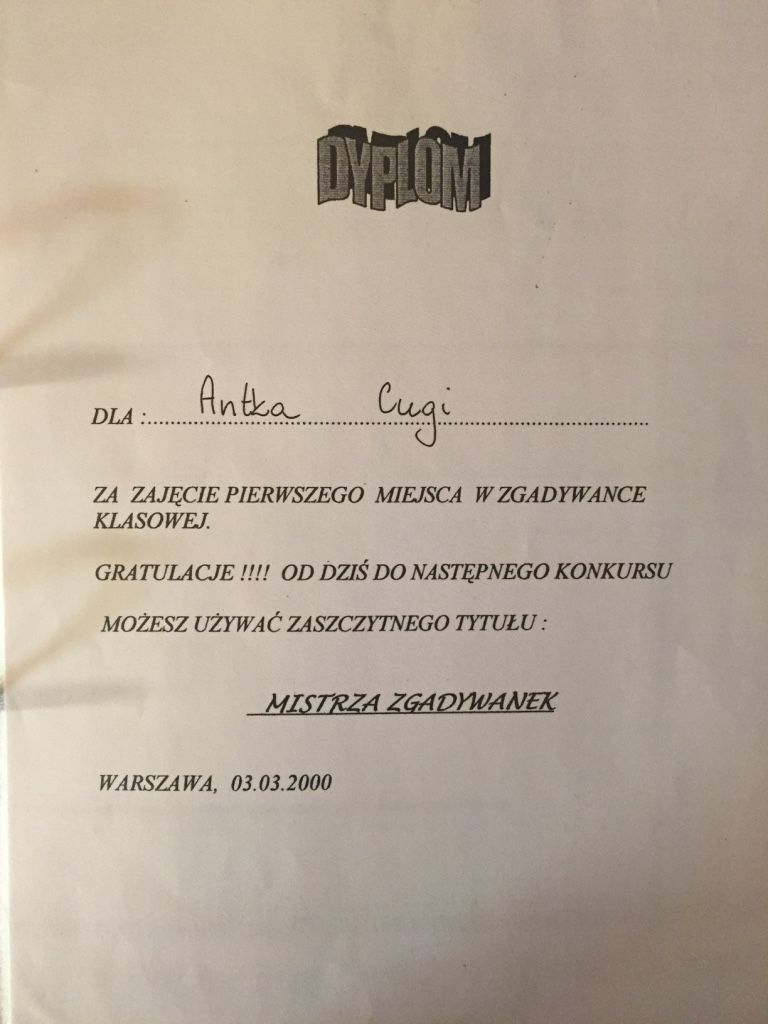 DYPLOM
DLA :.......Antka Cugi.......
ZA ZAJĘCIE PIERWSZEGO MIEJSCA W ZGADYWANCE
KLASOWEJ.
GRATULACJE !!!! OD DZIŚ DO NASTĘPNEGO KONKURSU
MOŻESZ UŻYWAĆ ZASZCZYTNEGO TYTUŁU :
MISTRZA ZGADYWANEK
WARSZAWA, 03.03.2000